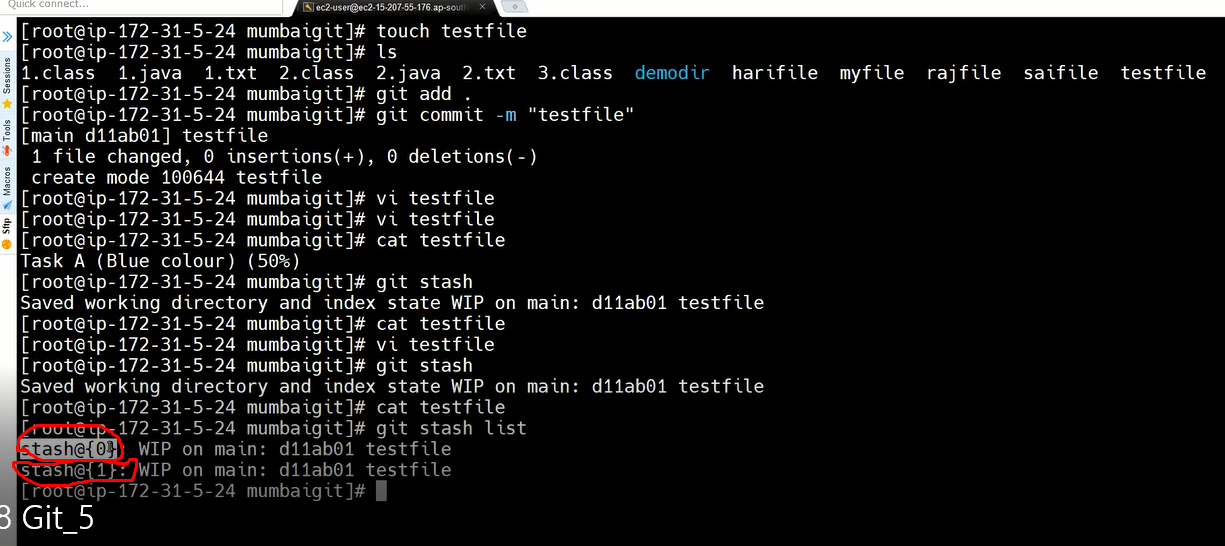 Quick connect...
ec2-user@ec2-15-207-55-176.ap-sout
Sessions
Tools
Macros
Sftp
[root@ip-172-31-5-24 mumbaigit]# touch testfile
[root@ip-172-31-5-24 mumbaigit]# ls
1.class 1.java 1.txt 2.class 2.java 2.txt 3.class demodir harifile myfile rajfile saifile testfile
[root@ip-172-31-5-24 mumbaigit]# git add .
[root@ip-172-31-5-24 mumbaigit]# git commit -m "testfile"
[main d11ab01] testfile
1 file changed, 0 insertions(+), 0 deletions(-)
create mode 100644 testfile
[root@ip-172-31-5-24 mumbaigit]# vi testfile
[root@ip-172-31-5-24 mumbaigit]# vi testfile
[root@ip-172-31-5-24 mumbaigit]# cat testfile
Task A (Blue colour) (50%)
[root@ip-172-31-5-24 mumbaigit]# git stash
Saved working directory and index state WIP on main: d11ab01 testfile
[root@ip-172-31-5-24 mumbaigit]# cat testfile
[root@ip-172-31-5-24 mumbaigit]# vi testfile
[root@ip-172-31-5-24 mumbaigit]# git stash
Saved working directory and index state WIP on main: d11ab01 testfile
[root@ip-172-31-5-24 mumbaigit]# cat testfile
[root@ip-172-31-5-24 mumbaigit]# git stash list
stash@{0}: WIP on main: d11ab01 testfile
stash@{1}: WIP on main: d11ab01 testfile
[root@ip-172-31-5-24 mumbaigit]#
8 Git_5